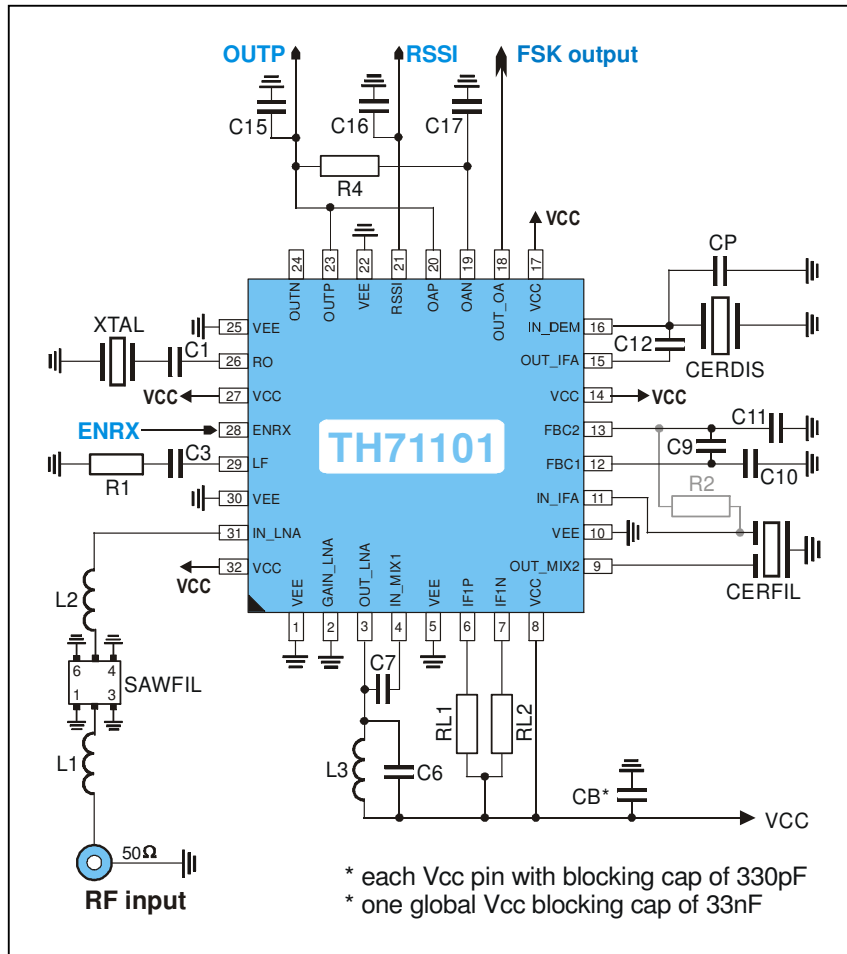 OUTP RSSI FSK output
C15 C16 C17
R4
VCC
CP
24 23 22 21 20 19 18 17
OUTN OUTP VEE RSSI OAP OAN OUT_OA VCC
XTAL
C1
25 VEE
26 RO
VCC 27 VCC
ENRX 28 ENRX
R1 C3 29 LF
30 VEE
31 IN_LNA
VCC 32 VCC
TH71101
IN_DEM 16
C12
OUT_IFA 15
CERDIS
VCC 14 VCC
FBC2 13
C11
C9
FBC1 12
C10
IN_IFA 11
R2
VEE 10
OUT_MIX2 9
CERFIL
VEE GAIN_LNA OUT_LNA IN_MIX1 VEE IF1P IF1N VCC
1 2 3 4 5 6 7 8
L2
6 4
1 3
SAWFIL
L1
C7
RL1 RL2
L3 C6
CB*
VCC
50Ω
RF input
* each Vcc pin with blocking cap of 330pF
* one global Vcc blocking cap of 33nF